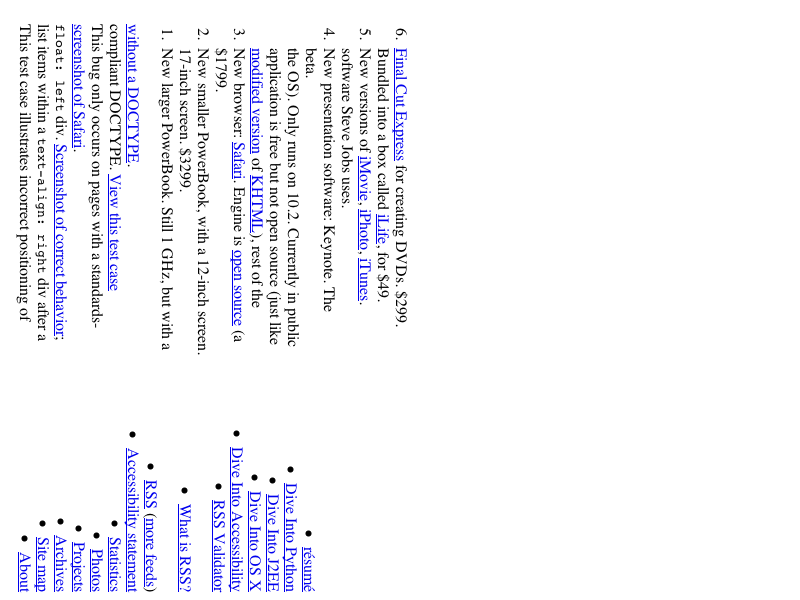 This test case illustrates incorrect positioning of
list items within a text-align: right div after a
float: left div. Screenshot of correct behavior;
screenshot of Safari.
This bug only occurs on pages with a standards-
compliant DOCTYPE. View this test case
without a DOCTYPE.
1. New larger PowerBook. Still 1 GHz, but with a
17-inch screen. $3299.
2. New smaller PowerBook, with a 12-inch screen.
$1799.
3. New browser: Safari. Engine is open source (a
modified version of KHTML), rest of the
application is free but not open source (just like
the OS). Only runs on 10.2. Currently in public
beta.
4. New presentation software: Keynote. The
software Steve Jobs uses.
5. New versions of iMovie, iPhoto, iTunes.
Bundled into a box called iLife, for $49.
6. Final Cut Express for creating DVDs. $299.
• About
• Site map
• Archives
• Projects
• Photos
• Statistics
• Accessibility statement
• RSS (more feeds)
• What is RSS?
• RSS Validator
• Dive Into Accessibility
• Dive Into OS X
• Dive Into J2EE
• Dive Into Python
• résumé